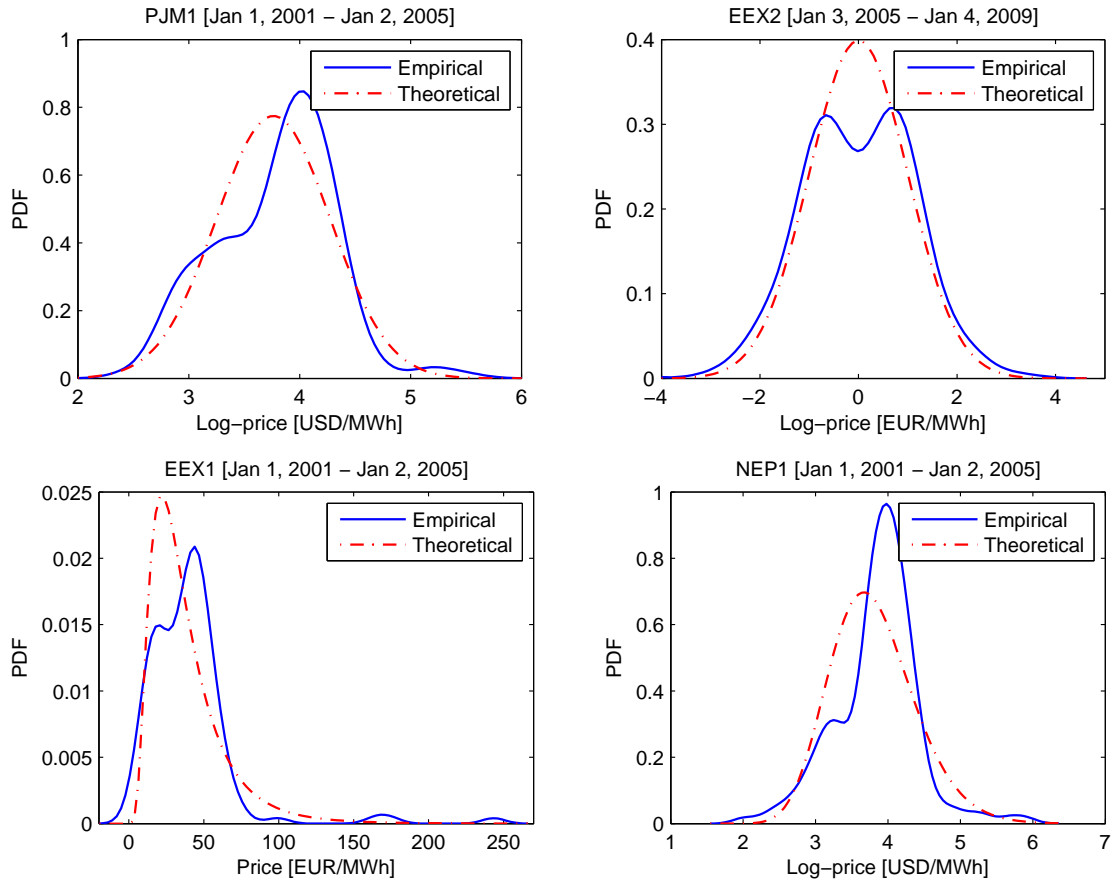 PJM1 [Jan 1, 2001 − Jan 2, 2005]
1
0.8
0.6
0.4
0.2
0
PDF
Empirical
Theoretical
2
3
4
5
6
Log−price [USD/MWh]
EEX2 [Jan 3, 2005 − Jan 4, 2009]
0.4
0.3
0.2
0.1
0
PDF
Empirical
Theoretical
−4
−2
0
2
4
Log−price [EUR/MWh]
EEX1 [Jan 1, 2001 − Jan 2, 2005]
0.025
0.02
0.015
0.01
0.005
0
PDF
Empirical
Theoretical
0
50
100
150
200
250
Price [EUR/MWh]
NEP1 [Jan 1, 2001 − Jan 2, 2005]
1
0.8
0.6
0.4
0.2
0
PDF
Empirical
Theoretical
1
2
3
4
5
6
7
Log−price [USD/MWh]